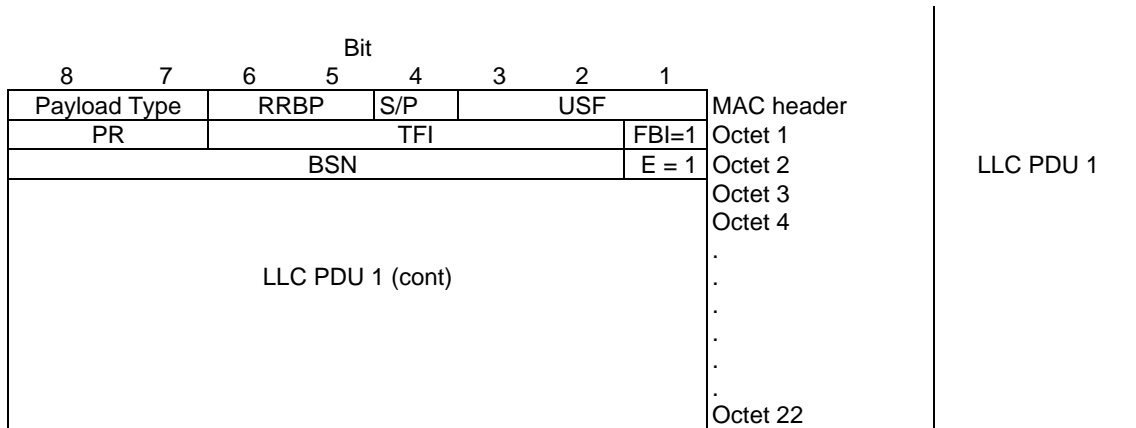 Bit
8 7 6 5 4 3 2 1
Payload Type RRBP S/P USF MAC header
PR TFI FBI=1 Octet 1
BSN E = 1 Octet 2 LLC PDU 1
Octet 3
Octet 4
.
LLC PDU 1 (cont) .
.
.
.
.
Octet 22